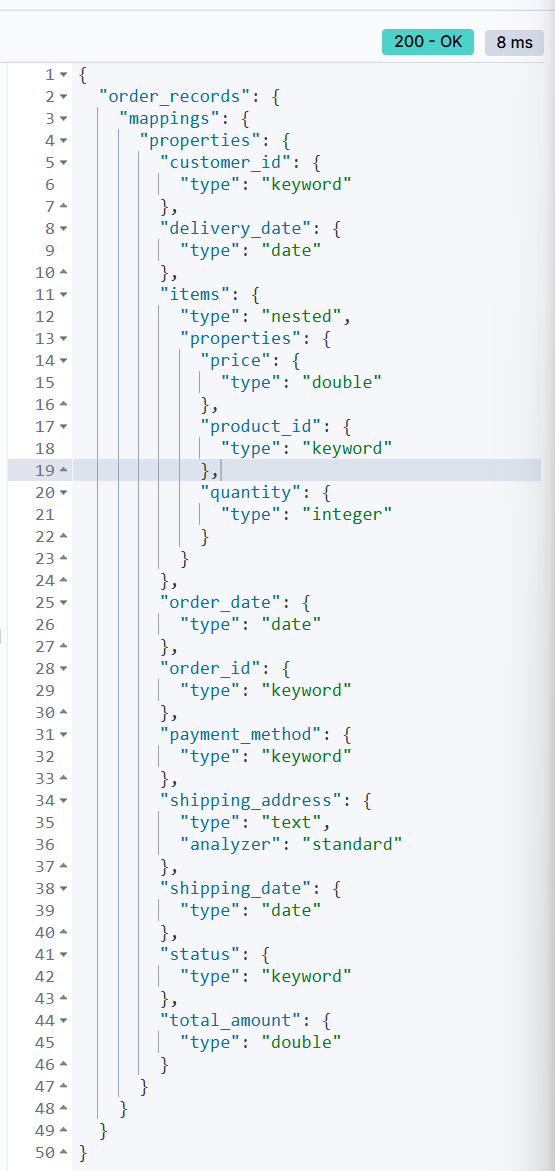 200 - OK 8 ms
1 {
2 "order_records": {
3 "mappings": {
4 "properties": {
5 "customer_id": {
6 "type": "keyword"
7 },
8 "delivery_date": {
9 "type": "date"
10 },
11 "items": {
12 "type": "nested",
13 "properties": {
14 "price": {
15 "type": "double"
16 },
17 "product_id": {
18 "type": "keyword"
19 },
20 "quantity": {
21 "type": "integer"
22 }
23 }
24 },
25 "order_date": {
26 "type": "date"
27 },
28 "order_id": {
29 "type": "keyword"
30 },
31 "payment_method": {
32 "type": "keyword"
33 },
34 "shipping_address": {
35 "type": "text",
36 "analyzer": "standard"
37 },
38 "shipping_date": {
39 "type": "date"
40 },
41 "status": {
42 "type": "keyword"
43 },
44 "total_amount": {
45 "type": "double"
46 }
47 }
48 }
49 }
50 }